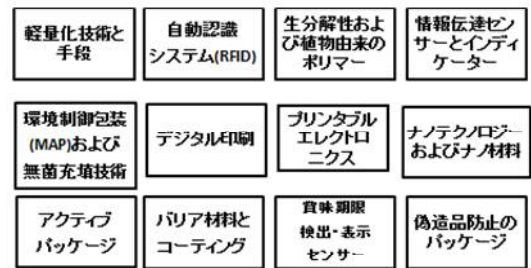 軽量化技術と
手段
自動認識
システム(RFID)
生分解性およ
び植物由来の
ポリマー
情報伝達セン
サーとインディ
ケーター
環境制御包装
(MAP)および
無菌充填技術
デジタル印刷
プリンタブル
エレクトロ
ニクス
ナノテクノロジー
およびナノ材料
アクティブ
パッケージ
バリア材料と
コーティング
賞味期限
検出・表示
センサー
偽造品防止の
パッケージ